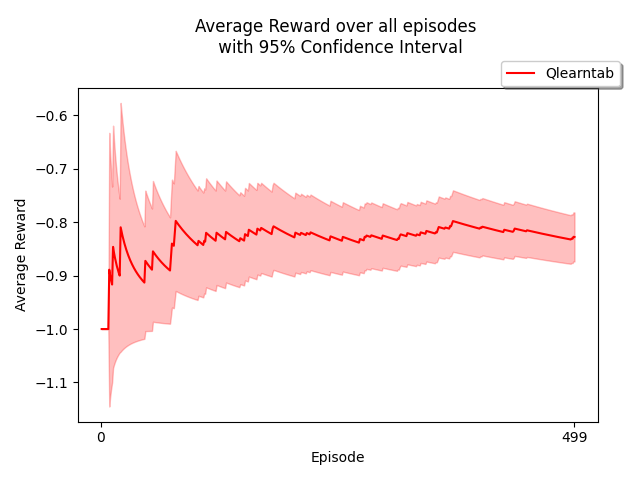 Average Reward over all episodes
with 95% Confidence Interval
Qlearntab
Average Reward
−0.6
−0.7
−0.8
−0.9
−1.0
−1.1
0
499
Episode